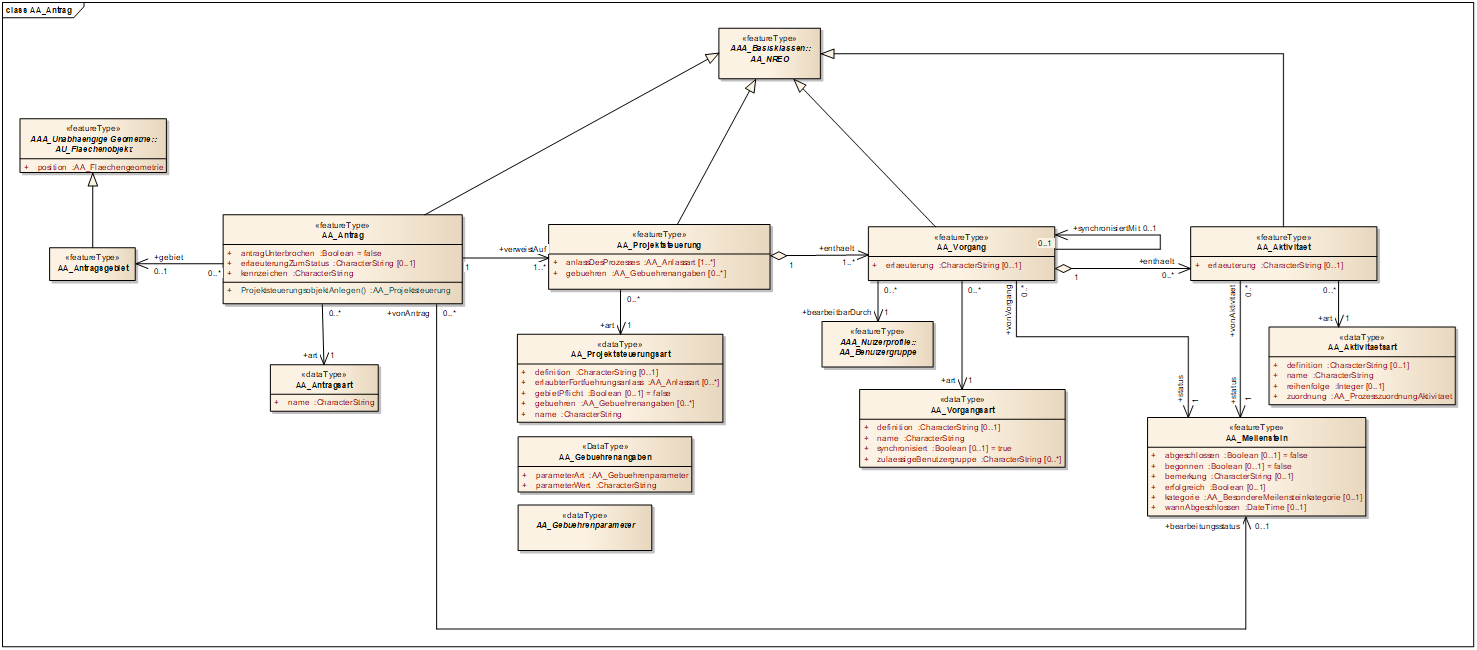 class AA_Antrag
«featureType»
AAA_Basisklassen::
AA_NREO
«featureType»
AAA_Unabhaengige Geometrie::
AU_Flaechenobjekt
+ position :AA_Flaechengeometrie
«featureType»
AA_Antragsgebiet
+gebiet
0..1
0..*
«featureType»
AA_Antrag
+ antragUnterbrochen :Boolean = false
+ erlaeuterungZumStatus :CharacterString [0..1]
+ kennzeichen :CharacterString
+ ProjektsteuerungsobjektAnlegen() :AA_Projektsteuerung
+verweistAuf
1
1..*
«featureType»
AA_Projektsteuerung
+ anlassDesProzesses :AA_Anlassart [1..*]
+ gebuehren :AA_Gebuehrenangaben [0..*]
+enthaelt
1
1..*
«featureType»
AA_Vorgang
0..1
+ erlaeuterung :CharacterString [0..1]
+synchronisiertMit 0..1
+enthaelt
1
0..*
«featureType»
AA_Aktivitaet
+ erlaeuterung :CharacterString [0..1]
0..*
+vonAntrag
0..*
+art
1
«dataType»
AA_Antragsart
+ name :CharacterString
0..*
+art
1
«dataType»
AA_Projektsteuerungsart
+ definition :CharacterString [0..1]
+ erlaubterFortfuehrungsanlass :AA_Anlassart [0..*]
+ gebietPflicht :Boolean [0..1] = false
+ gebuehren :AA_Gebuehrenangaben [0..*]
+ name :CharacterString
«DataType»
AA_Gebuehrenangaben
+ parameterArt :AA_Gebuehrenparameter
+ parameterWert :CharacterString
«dataType»
AA_Gebuehrenparameter
0..*
+bearbeitbarDurch
1
«featureType»
AAA_Nutzerprofile::
AA_Benutzergruppe
0..*
+art
1
«dataType»
AA_Vorgangsart
+ definition :CharacterString [0..1]
+ name :CharacterString
+ synchronisiert :Boolean [0..1] = true
+ zulaessigeBenutzergruppe :CharacterString [0..*]
+vonVorgang
0..*
+status
1
+vonAktivitaet
0..*
+status
1
0..*
+art
1
«dataType»
AA_Aktivitaetsart
+ definition :CharacterString [0..1]
+ name :CharacterString
+ reihenfolge :Integer [0..1]
+ zuordnung :AA_ProzesszuordnungAktivitaet
«featureType»
AA_Meilenstein
+ abgeschlossen :Boolean [0..1] = false
+ begonnen :Boolean [0..1] = false
+ bemerkung :CharacterString [0..1]
+ erfolgreich :Boolean [0..1]
+ kategorie :AA_BesondereMeilensteinkategorie [0..1]
+ wannAbgeschlossen :DateTime [0..1]
+bearbeitungsstatus
0..1